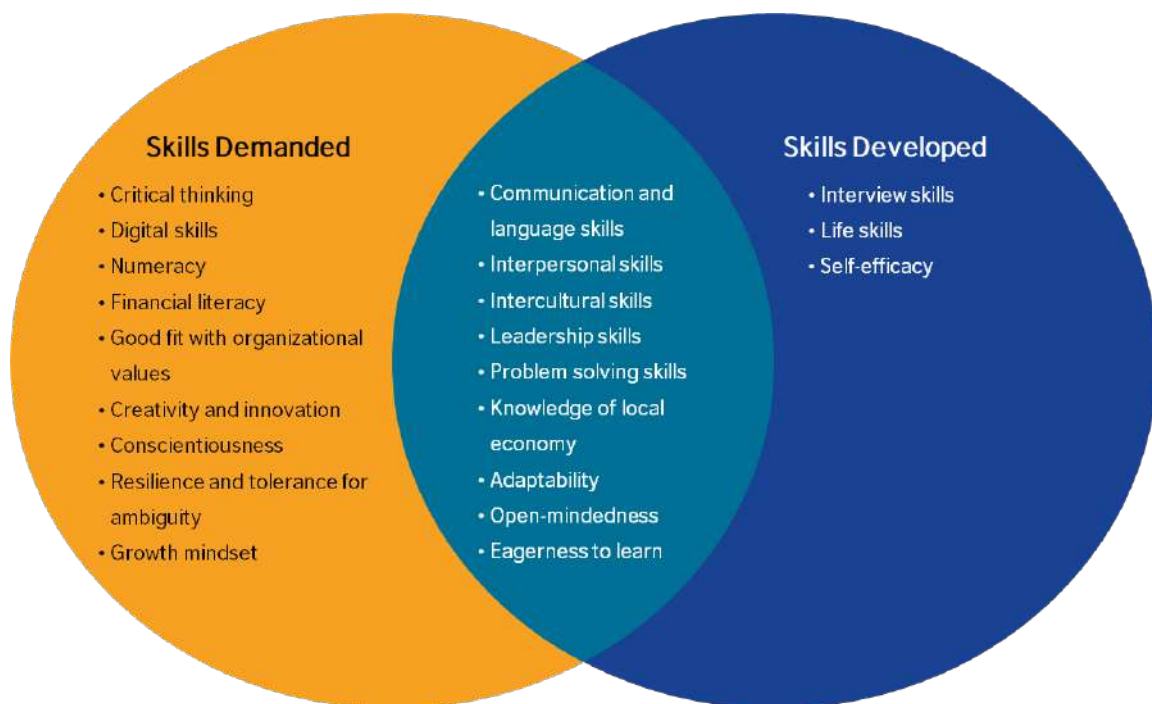 Skills Demanded
• Critical thinking
• Digital skills
• Numeracy
• Financial literacy
• Good fit with organizational
values
• Creativity and innovation
• Conscientiousness
• Resilience and tolerance for
ambiguity
• Growth mindset
• Communication and
language skills
• Interpersonal skills
• Intercultural skills
• Leadership skills
• Problem solving skills
• Knowledge of local
economy
• Adaptability
• Open-mindedness
• Eagerness to learn
Skills Developed
• Interview skills
• Life skills
• Self-efficacy